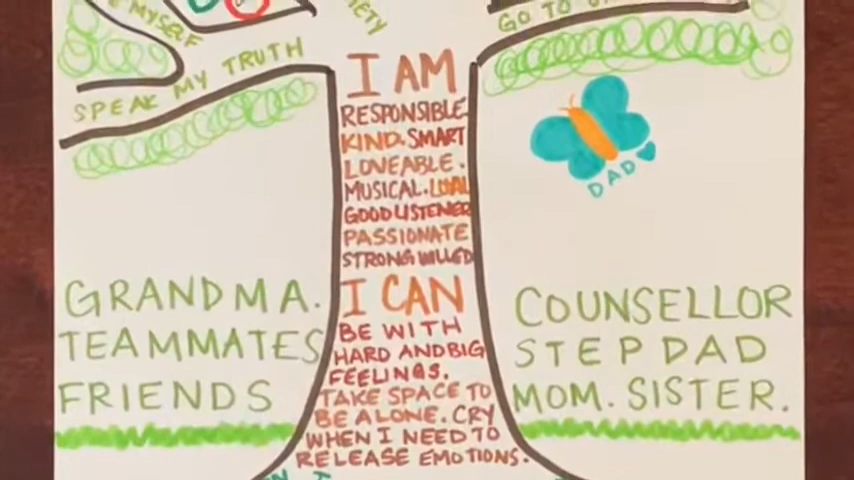 MYSELF
SPEAK MY TRUTH
GO TO
I AM
RESPONSIBLE
KIND. SMART
LOVEABLE.
MUSICAL. LOYAL
GOOD LISTENER
PASSIONATE
STRONG WILLED
DAD
GRANDMA.
TEAMMATES
FRIENDS
I CAN
BE WITH
HARD AND BIG
FEELINGS.
TAKE SPACE TO
BE ALONE. CRY
WHEN I NEED TO
RELEASE EMOTIONS.
COUNSELLOR
STEPDAD
MOM. SISTER.